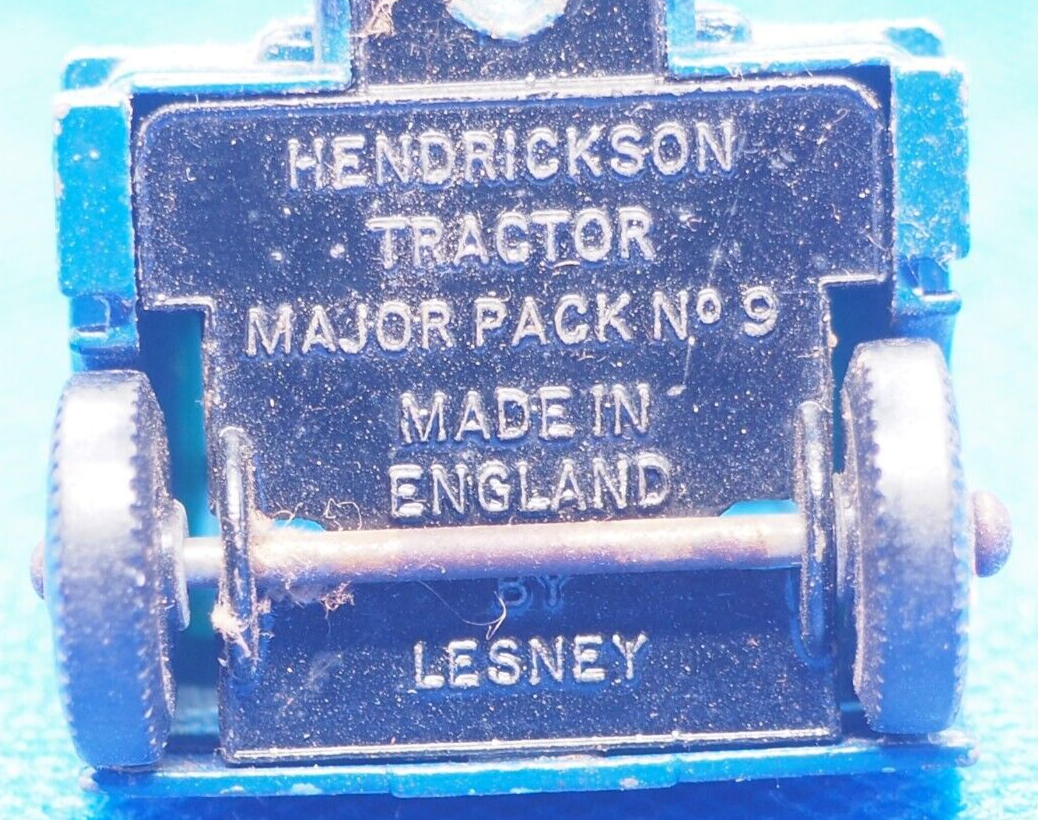 HENDRICKSON
TRACTOR
MAJOR PACK Nº 9
MADE IN
ENGLAND
BY
LESNEY